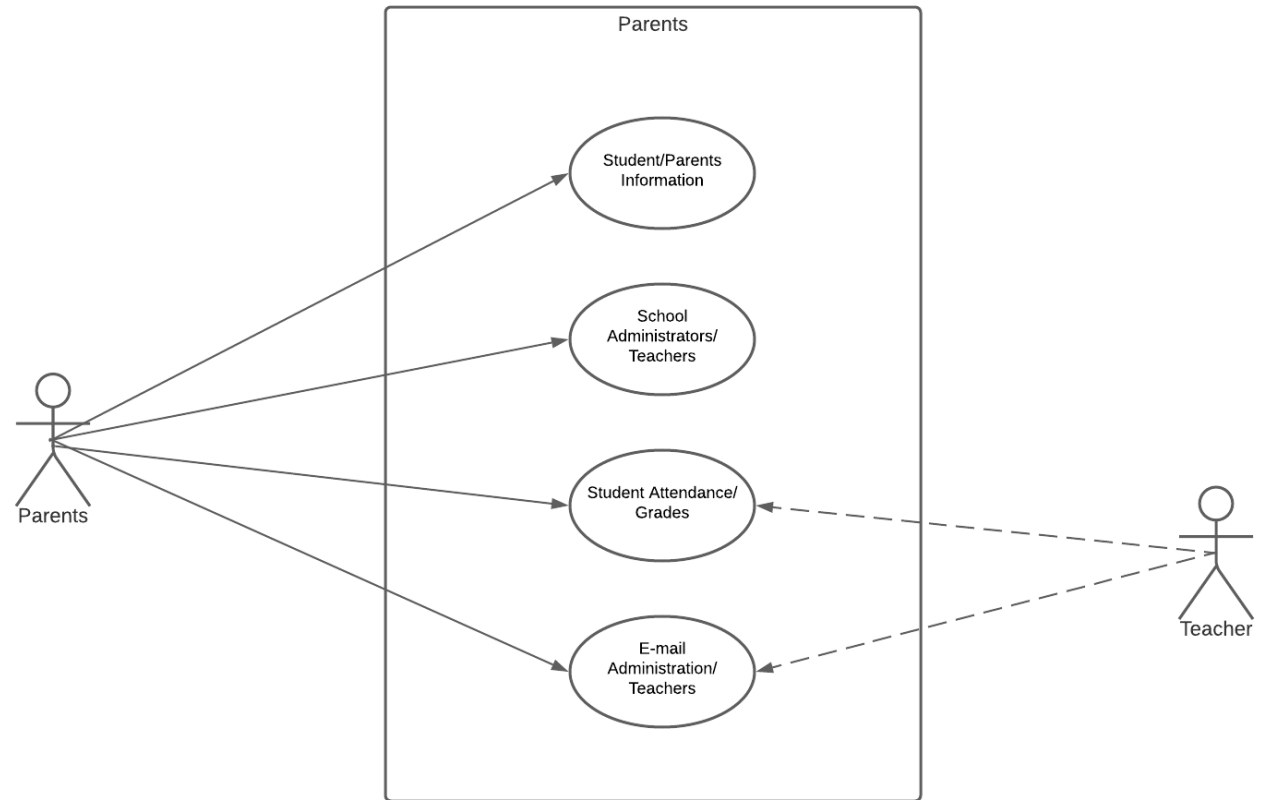 Parents
Student/Parents
Information
School
Administrators/
Teachers
Parents
Student Attendance/
Grades
Teacher
E-mail
Administration/
Teachers